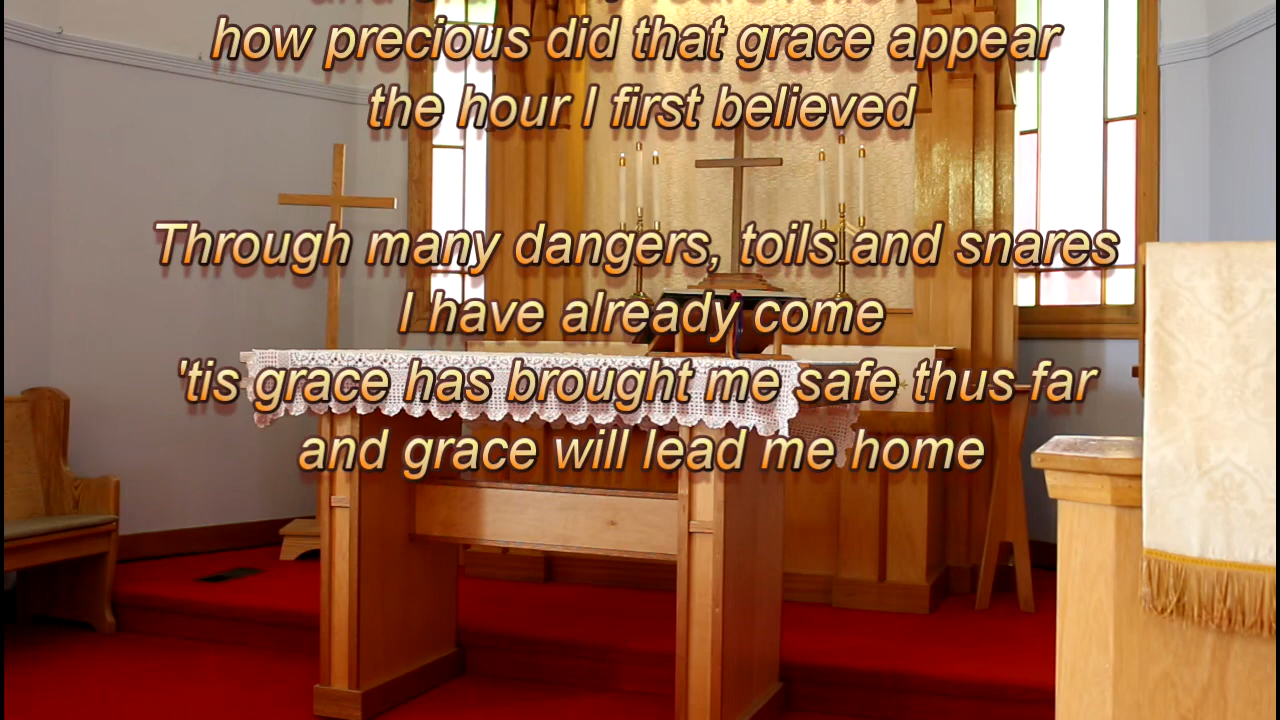 how precious did that grace appear
the hour I first believed
Through many dangers, toils and snares
I have already come
'tis grace has brought me safe thus far
and grace will lead me home